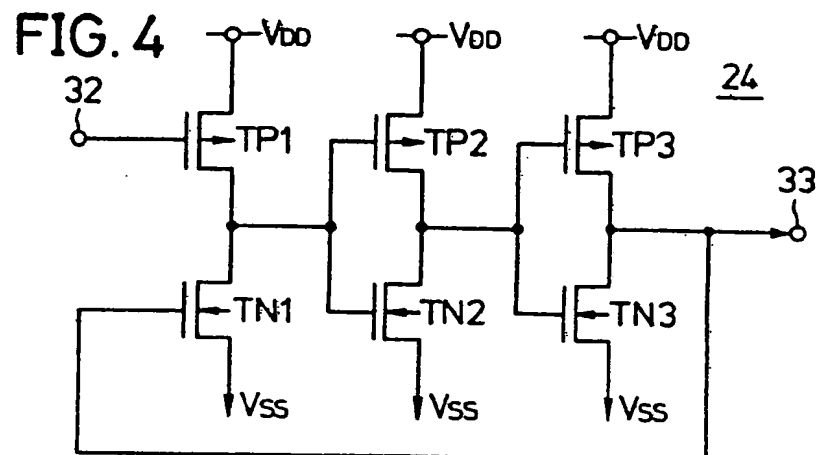 FIG. 4
VDD
VDD
VDD
24
32
TP1
TP2
TP3
33
TN1
TN2
TN3
VSS
VSS
VSS